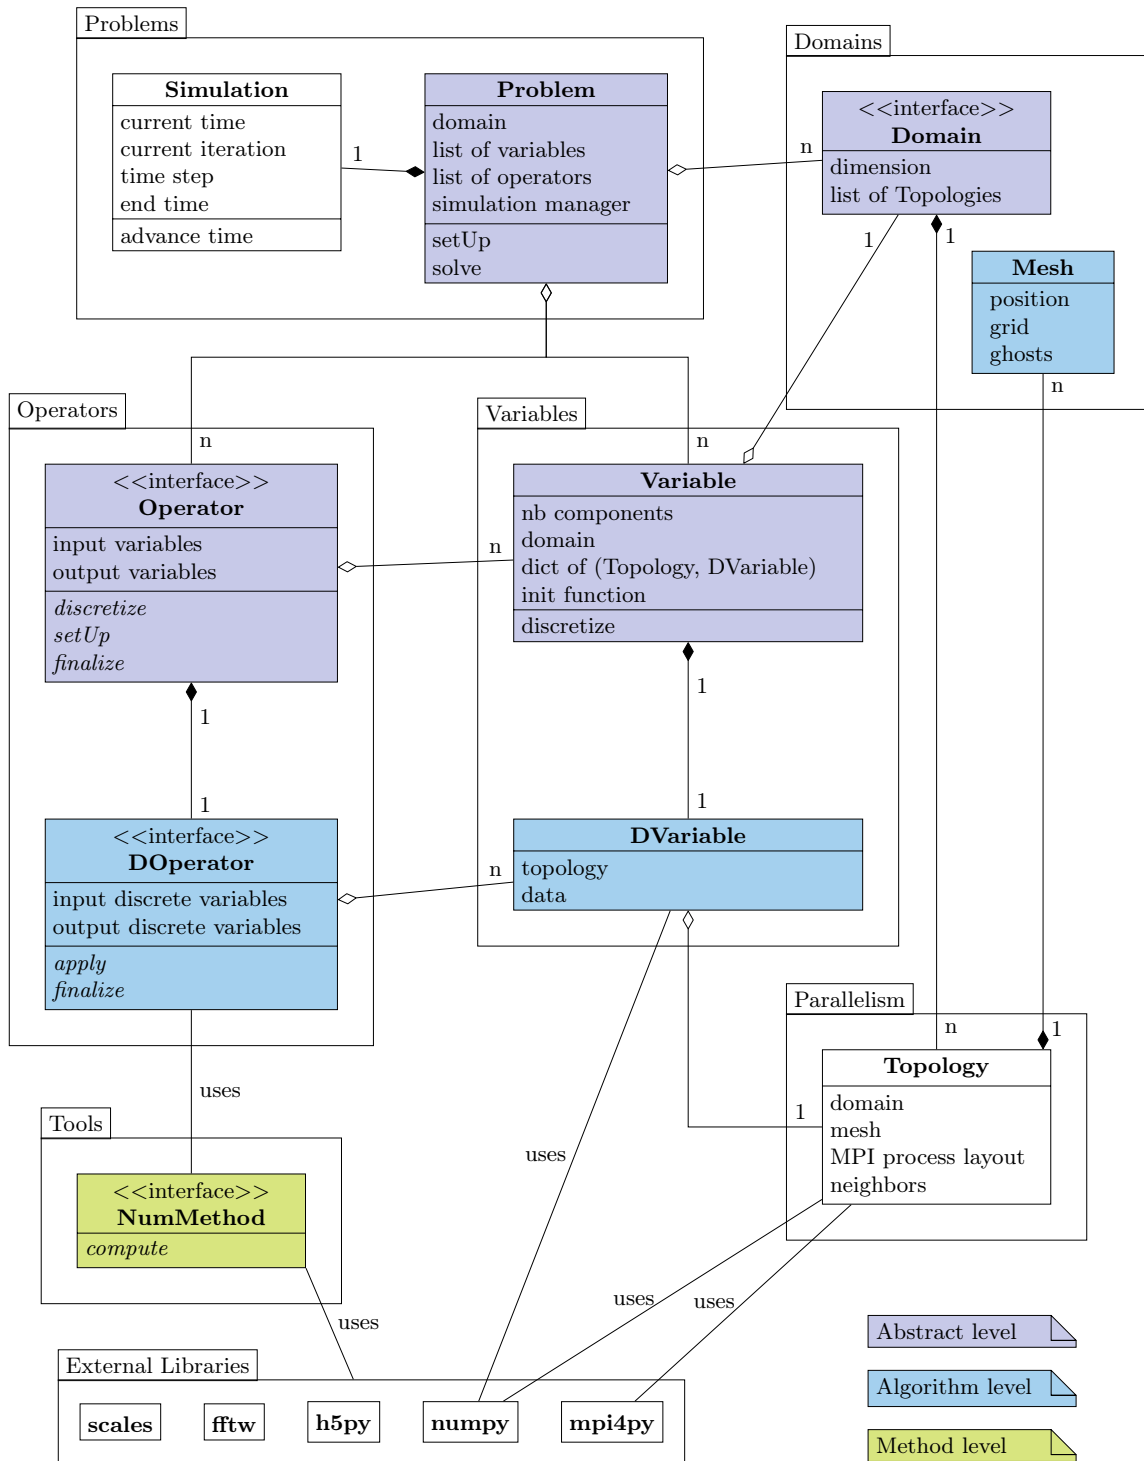 Problems
Simulation
current time
current iteration
time step
end time
advance time
1
Problem
domain
list of variables
list of operators
simulation manager
setUp
solve
n
Domains
<<interface>>
Domain
dimension
list of Topologies
1
1
Mesh
position
grid
ghosts
n
Operators
n
<<interface>>
Operator
input variables
output variables
discretize
setUp
finalize
n
1
1
<<interface>>
DOperator
input discrete variables
output discrete variables
apply
finalize
n
Variables
n
Variable
nb components
domain
dict of (Topology, DVariable)
init function
discretize
1
1
DVariable
topology
data
Parallelism
n
1
1
Topology
domain
mesh
MPI process layout
neighbors
uses
Tools
<<interface>>
NumMethod
compute
uses
uses
uses
uses
External Libraries
scales
fftw
h5py
numpy
mpi4py
Abstract level
Algorithm level
Method level